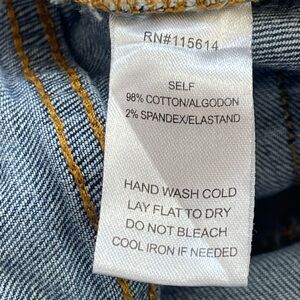 RN#115614
SELF
98% COTTON/ALGODON
2% SPANDEX/ELASTAND
HAND WASH COLD
LAY FLAT TO DRY
DO NOT BLEACH
COOL IRON IF NEEDED